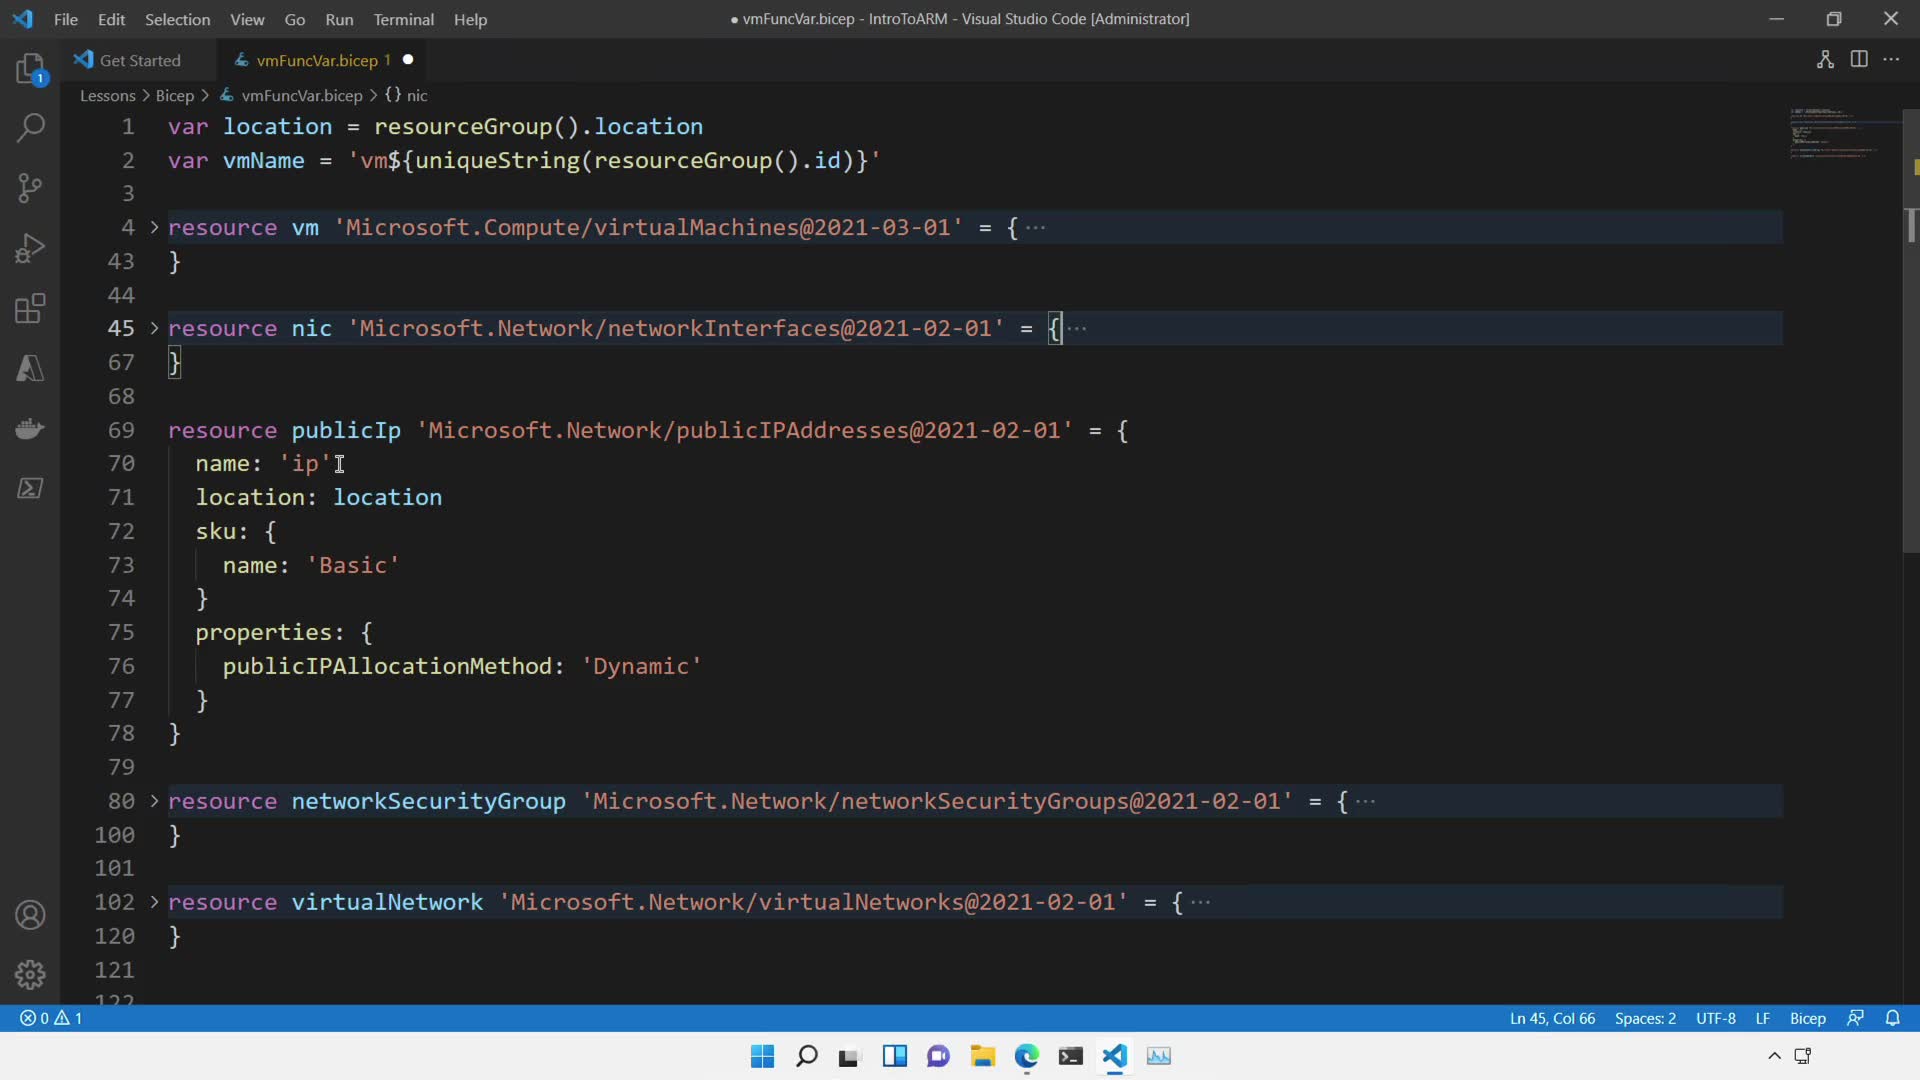 File Edit Selection View Go Run Terminal Help
● vmFuncVar.bicep - IntroToARM - Visual Studio Code [Administrator]
Get Started
vmFuncVar.bicep 1 ●
1
Lessons > Bicep > vmFuncVar.bicep > {} nic
1 var location = resourceGroup().location
2 var vmName = 'vm${uniqueString(resourceGroup().id)}'
3
4 > resource vm 'Microsoft.Compute/virtualMachines@2021-03-01' = { ···
43 }
44
45 > resource nic 'Microsoft.Network/networkInterfaces@2021-02-01' = { ···
67 }
68
69 resource publicIp 'Microsoft.Network/publicIPAddresses@2021-02-01' = {
70 name: 'ip'
71 location: location
72 sku: {
73 name: 'Basic'
74 }
75 properties: {
76 publicIPAllocationMethod: 'Dynamic'
77 }
78 }
79
80 > resource networkSecurityGroup 'Microsoft.Network/networkSecurityGroups@2021-02-01' = { ···
100 }
101
102 > resource virtualNetwork 'Microsoft.Network/virtualNetworks@2021-02-01' = { ···
120 }
121
122
0 1
Ln 45, Col 66 Spaces: 2 UTF-8 LF Bicep